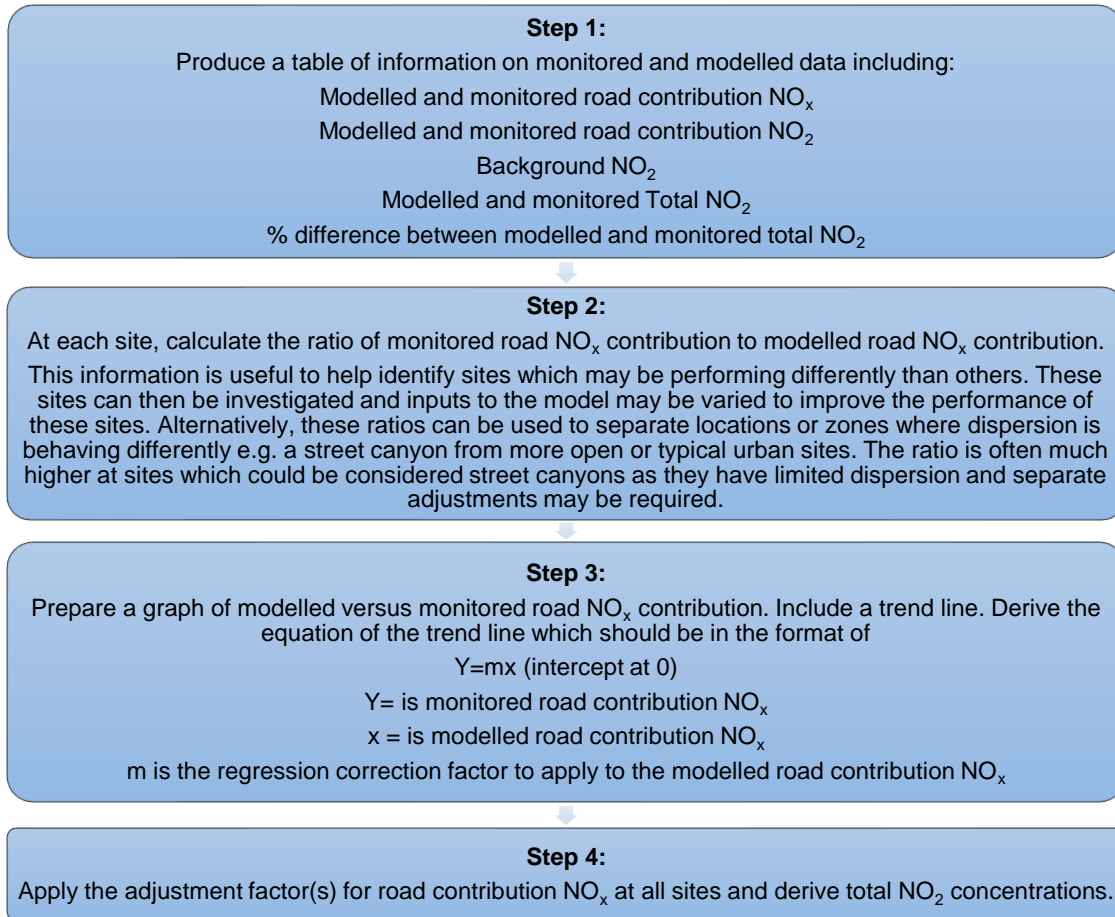 Step 1:
Produce a table of information on monitored and modelled data including:
Modelled and monitored road contribution NOx
Modelled and monitored road contribution NO2
Background NO2
Modelled and monitored Total NO2
% difference between modelled and monitored total NO2
Step 2:
At each site, calculate the ratio of monitored road NOx contribution to modelled road NOx contribution.
This information is useful to help identify sites which may be performing differently than others. These
sites can then be investigated and inputs to the model may be varied to improve the performance of
these sites. Alternatively, these ratios can be used to separate locations or zones where dispersion is
behaving differently e.g. a street canyon from more open or typical urban sites. The ratio is often much
higher at sites which could be considered street canyons as they have limited dispersion and separate
adjustments may be required.
Step 3:
Prepare a graph of modelled versus monitored road NOx contribution. Include a trend line. Derive the
equation of the trend line which should be in the format of
Y=mx (intercept at 0)
Y= is monitored road contribution NOx
x = is modelled road contribution NOx
m is the regression correction factor to apply to the modelled road contribution NOx
Step 4:
Apply the adjustment factor(s) for road contribution NOx at all sites and derive total NO2 concentrations.